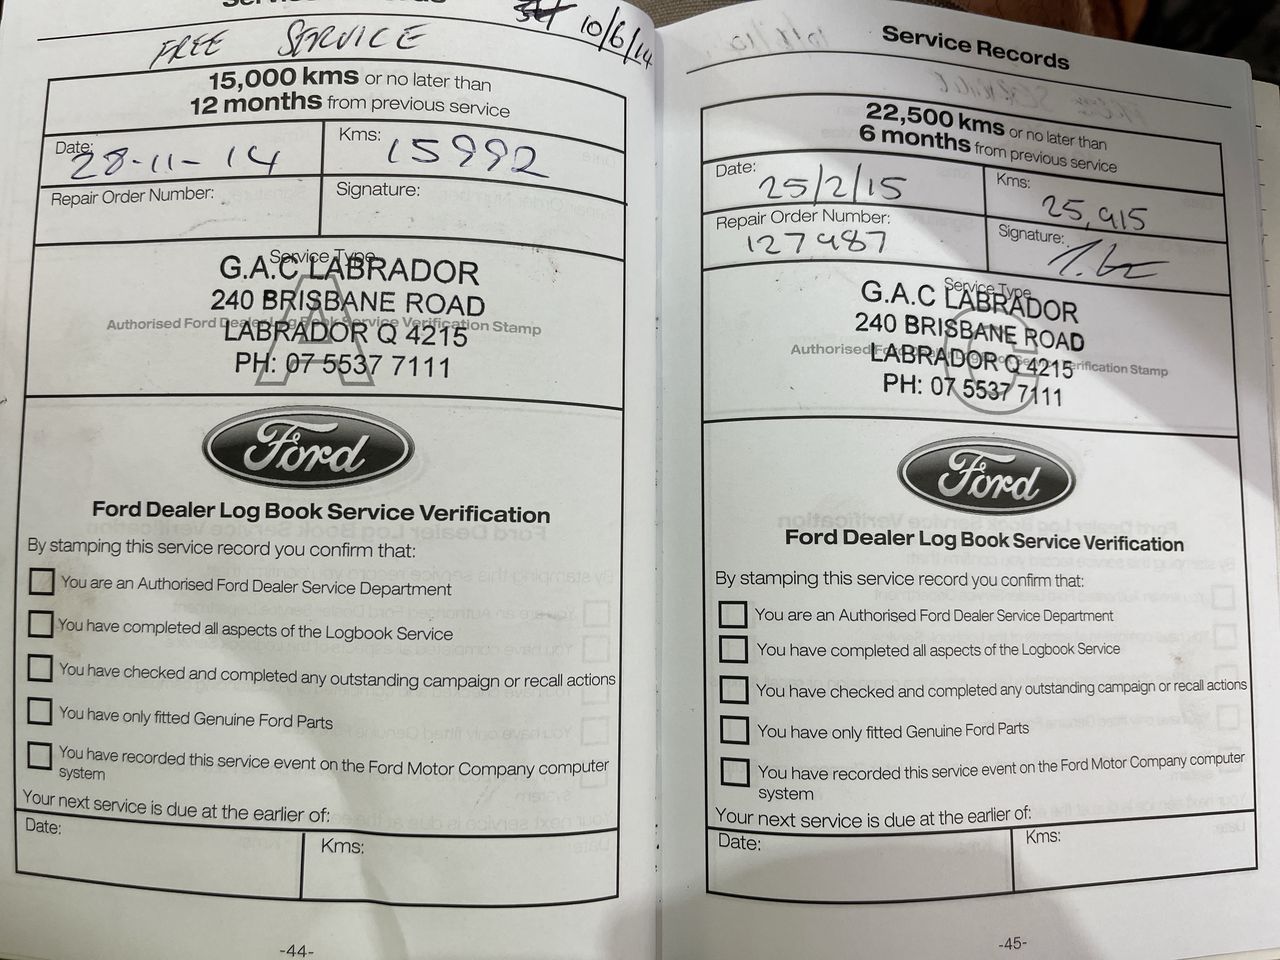 Service Records
10/6/14
FREE SERVICE
15,000 kms or no later than
12 months from previous service
Date: 28-11-14
Kms: 15992
Repair Order Number:
Signature:
Service Type
A
Authorised Ford Dealer Log Book Service Verification Stamp
G.A.C LABRADOR
240 BRISBANE ROAD
LABRADOR Q 4215
PH: 07 5537 7111
Ford
Ford Dealer Log Book Service Verification
By stamping this service record you confirm that:
You are an Authorised Ford Dealer Service Department
You have completed all aspects of the Logbook Service
You have checked and completed any outstanding campaign or recall actions
You have only fitted Genuine Ford Parts
You have recorded this service event on the Ford Motor Company computer
system
Your next service is due at the earlier of:
Date:
Kms:
-44-
Service Records
22,500 kms or no later than
6 months from previous service
Date: 25/2/15
Kms: 25,915
Repair Order Number:
127487
Signature:
Service Type
C
Authorised Ford Dealer Log Book Service Verification Stamp
G.A.C LABRADOR
240 BRISBANE ROAD
LABRADOR Q 4215
PH: 07 5537 7111
Ford
Ford Dealer Log Book Service Verification
By stamping this service record you confirm that:
You are an Authorised Ford Dealer Service Department
You have completed all aspects of the Logbook Service
You have checked and completed any outstanding campaign or recall actions
You have only fitted Genuine Ford Parts
You have recorded this service event on the Ford Motor Company computer
system
Your next service is due at the earlier of:
Date:
Kms:
-45-